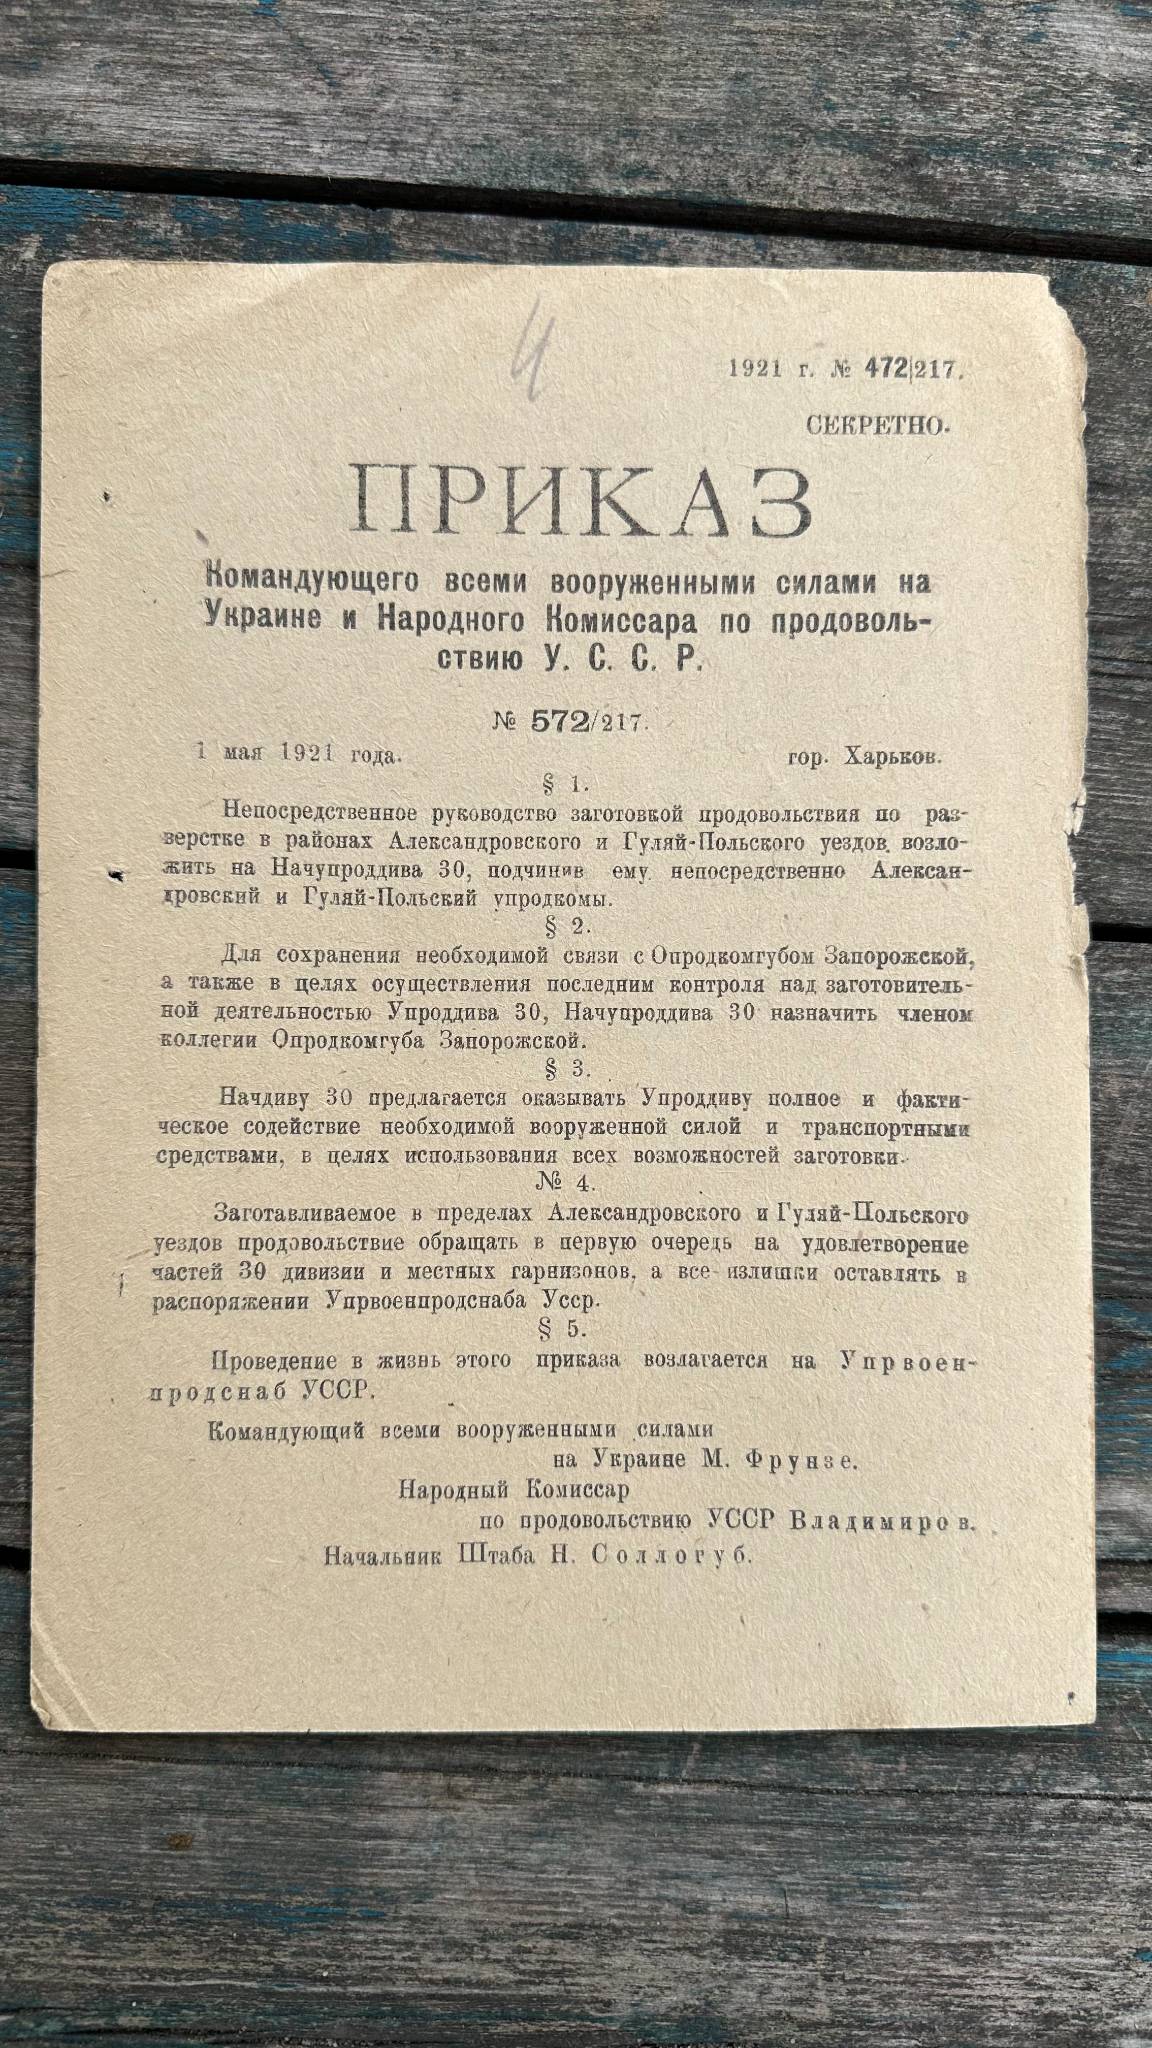 4
1921 г. № 472|217.
СЕКРЕТНО.
ПРИКАЗ
Командующего всеми вооруженными силами на
Украине и Народного Комиссара по продоволь-
ствию У. С. С. Р.
№ 572/217.
1 мая 1921 года. гор. Харьков.
§ 1.
Непосредственное руководство заготовкой продовольствия по раз-
верстке в районах Александровского и Гуляй-Польского уездов возло-
жить на Начупроддива 30, подчинив ему непосредственно Алексан-
дровский и Гуляй-Польский упродкомы.
§ 2.
Для сохранения необходимой связи с Опродкомгубом Запорожской,
а также в целях осуществления последним контроля над заготовитель-
ной деятельностью Упроддива 30, Начупроддива 30 назначить членом
коллегии Опродкомгуба Запорожской.
§ 3.
Начдиву 30 предлагается оказывать Упроддиву полное и факти-
ческое содействие необходимой вооруженной силой и транспортными
средствами, в целях использования всех возможностей заготовки.
№ 4.
Заготавливаемое в пределах Александровского и Гуляй-Польского
уездов продовольствие обращать в первую очередь на удовлетворение
частей 30 дивизии и местных гарнизонов, а все излишки оставлять в
распоряжении Упрвоенпродснаба Усср.
§ 5.
Проведение в жизнь этого приказа возлагается на Упрвоен-
продснаб УССР.
Командующий всеми вооруженными силами
на Украине М. Фрунзе.
Народный Комиссар
по продовольствию УССР Владимиров.
Начальник Штаба Н. Соллогуб.